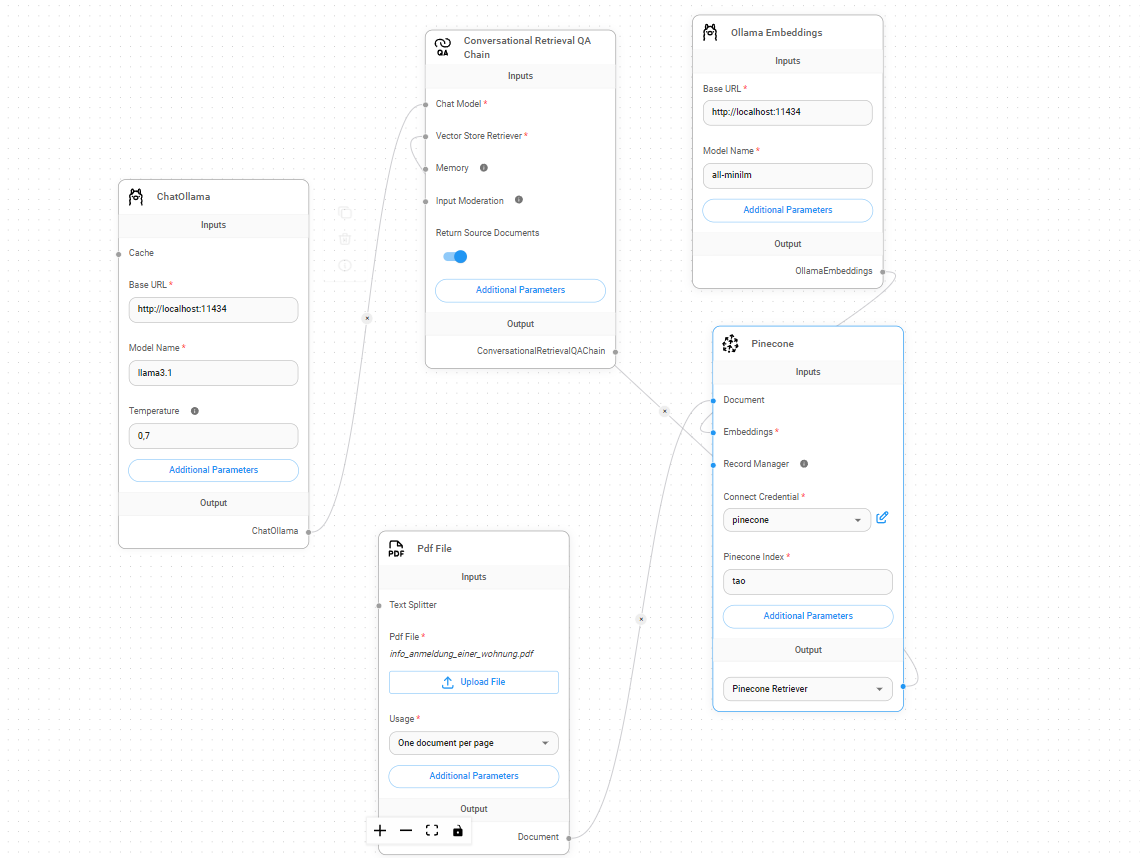 ChatOllama
Inputs
Cache
Base URL *
http://localhost:11434
Model Name *
llama3.1
Temperature
0,7
Additional Parameters
Output
ChatOllama
QA
Conversational Retrieval QA
Chain
Inputs
Chat Model *
Vector Store Retriever *
Memory
Input Moderation
Return Source Documents
Additional Parameters
Output
ConversationalRetrievalQAChain
PDF
Pdf File
Inputs
Text Splitter
Pdf File *
info_anmeldung_einer_wohnung.pdf
Upload File
Usage *
One document per page
Additional Parameters
Output
Document
Ollama Embeddings
Inputs
Base URL *
http://localhost:11434
Model Name *
all-minilm
Additional Parameters
Output
OllamaEmbeddings
Pinecone
Inputs
Document
Embeddings *
Record Manager
Connect Credential *
pinecone
Pinecone Index *
tao
Additional Parameters
Output
Pinecone Retriever